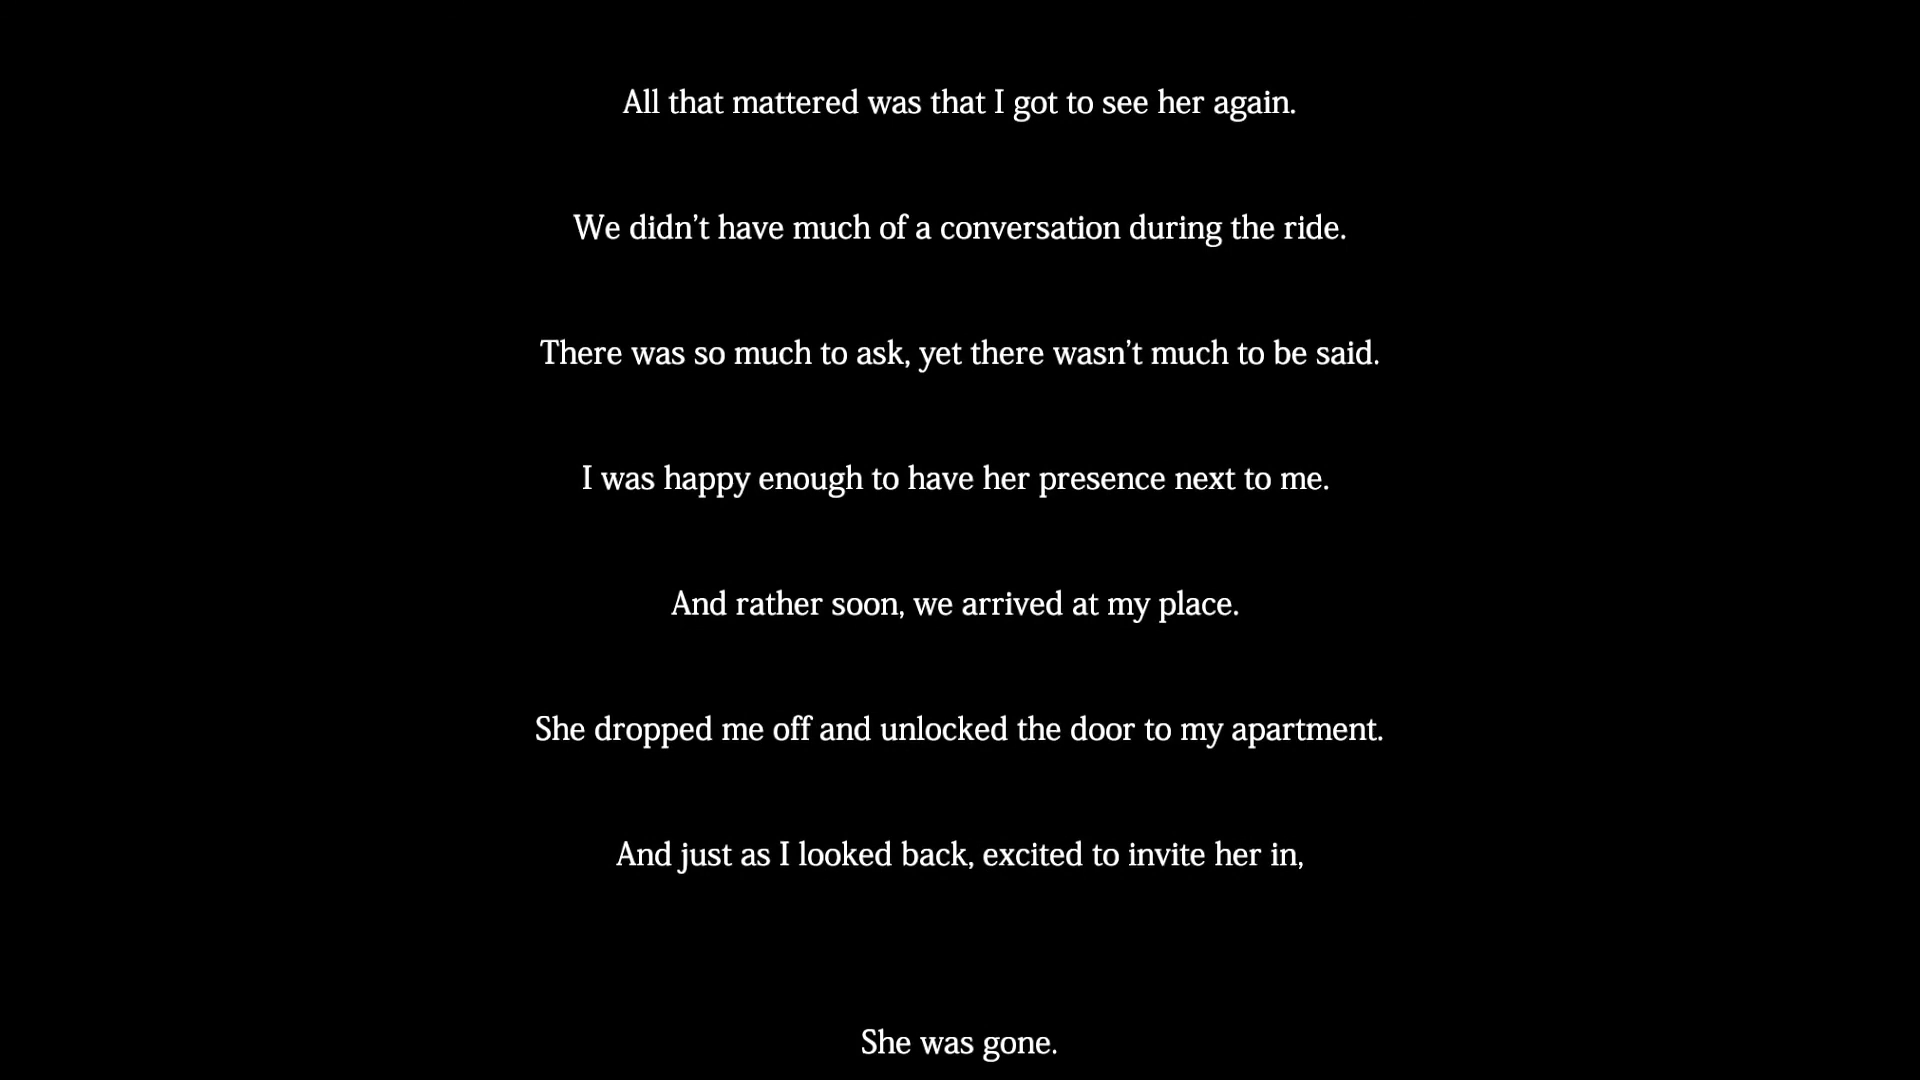 All that mattered was that I got to see her again.
We didn’t have much of a conversation during the ride.
There was so much to ask, yet there wasn’t much to be said.
I was happy enough to have her presence next to me.
And rather soon, we arrived at my place.
She dropped me off and unlocked the door to my apartment.
And just as I looked back, excited to invite her in,
She was gone.